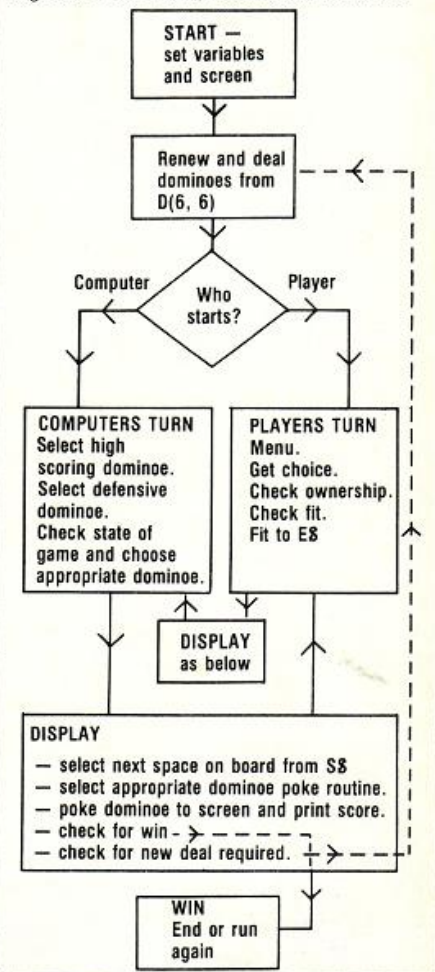 START —
set variables
and screen
Renew and deal
dominoes from
D(6, 6)
Computer
Player
Who
starts?
COMPUTERS TURN
Select high
scoring dominoe.
Select defensive
dominoe.
Check state of
game and choose
appropriate dominoe.
PLAYERS TURN
Menu.
Get choice.
Check ownership.
Check fit.
Fit to E8
DISPLAY
as below
DISPLAY
— select next space on board from S8
— select appropriate dominoe poke routine.
— poke dominoe to screen and print score.
— check for win
— check for new deal required.
WIN
End or run
again